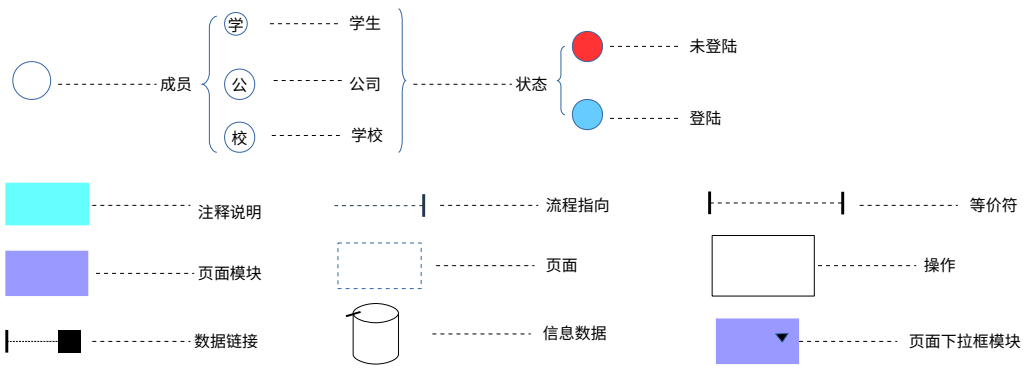 学 学生
未登陆
成员 公 公司 状态
登陆
校 学校
注释说明 流程指向 等价符
页面模块 页面 操作
数据链接 信息数据 页面下拉框模块